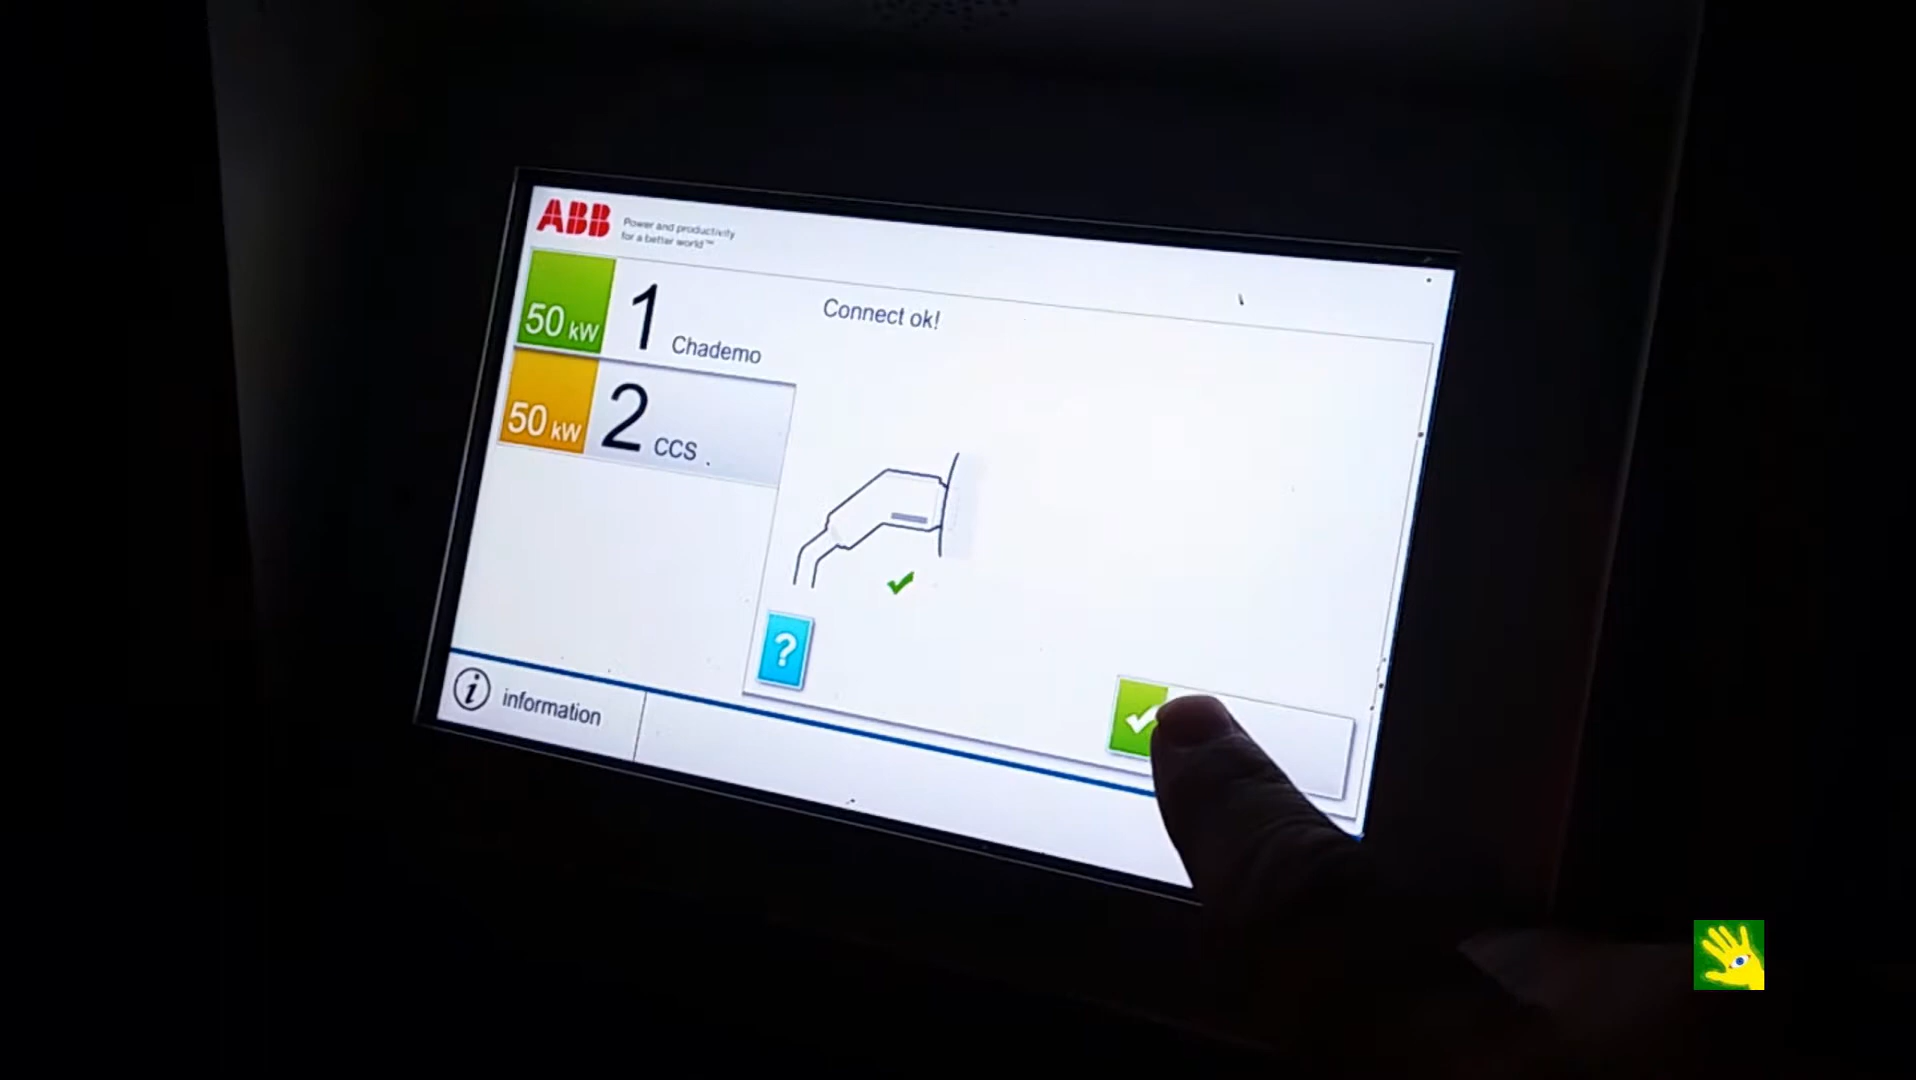 ABB
Power and productivity
for a better world™
50 kW 1 Chademo
50 kW 2 CCS
Connect ok!
?
i information